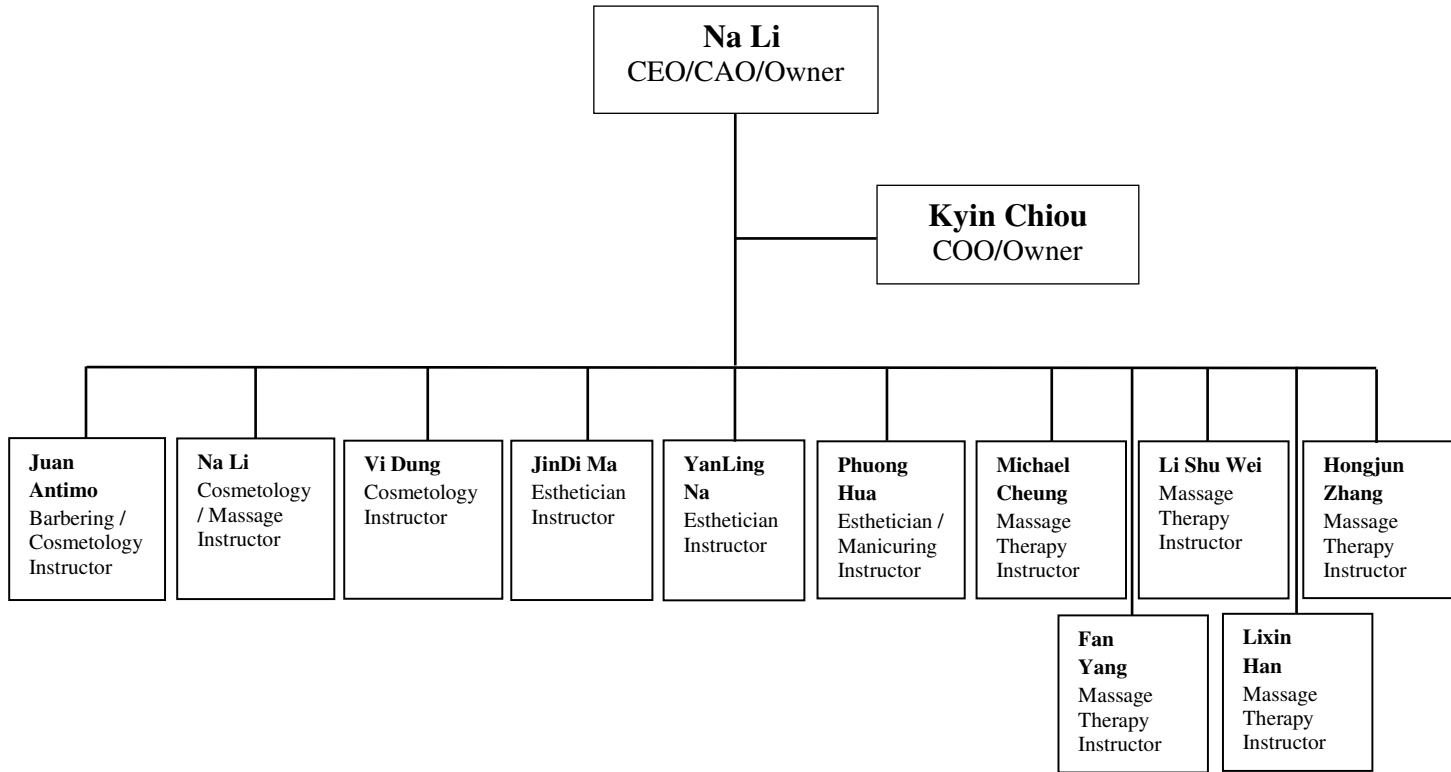 Na Li
CEO/CAO/Owner
Kyin Chiou
COO/Owner
Juan
Antimo
Barbering /
Cosmetology
Instructor
Na Li
Cosmetology
/ Massage
Instructor
Vi Dung
Cosmetology
Instructor
JinDi Ma
Esthetician
Instructor
YanLing
Na
Esthetician
Instructor
Phuong
Hua
Esthetician /
Manicuring
Instructor
Michael
Cheung
Massage
Therapy
Instructor
Li Shu Wei
Massage
Therapy
Instructor
Hongjun
Zhang
Massage
Therapy
Instructor
Fan
Yang
Massage
Therapy
Instructor
Lixin
Han
Massage
Therapy
Instructor